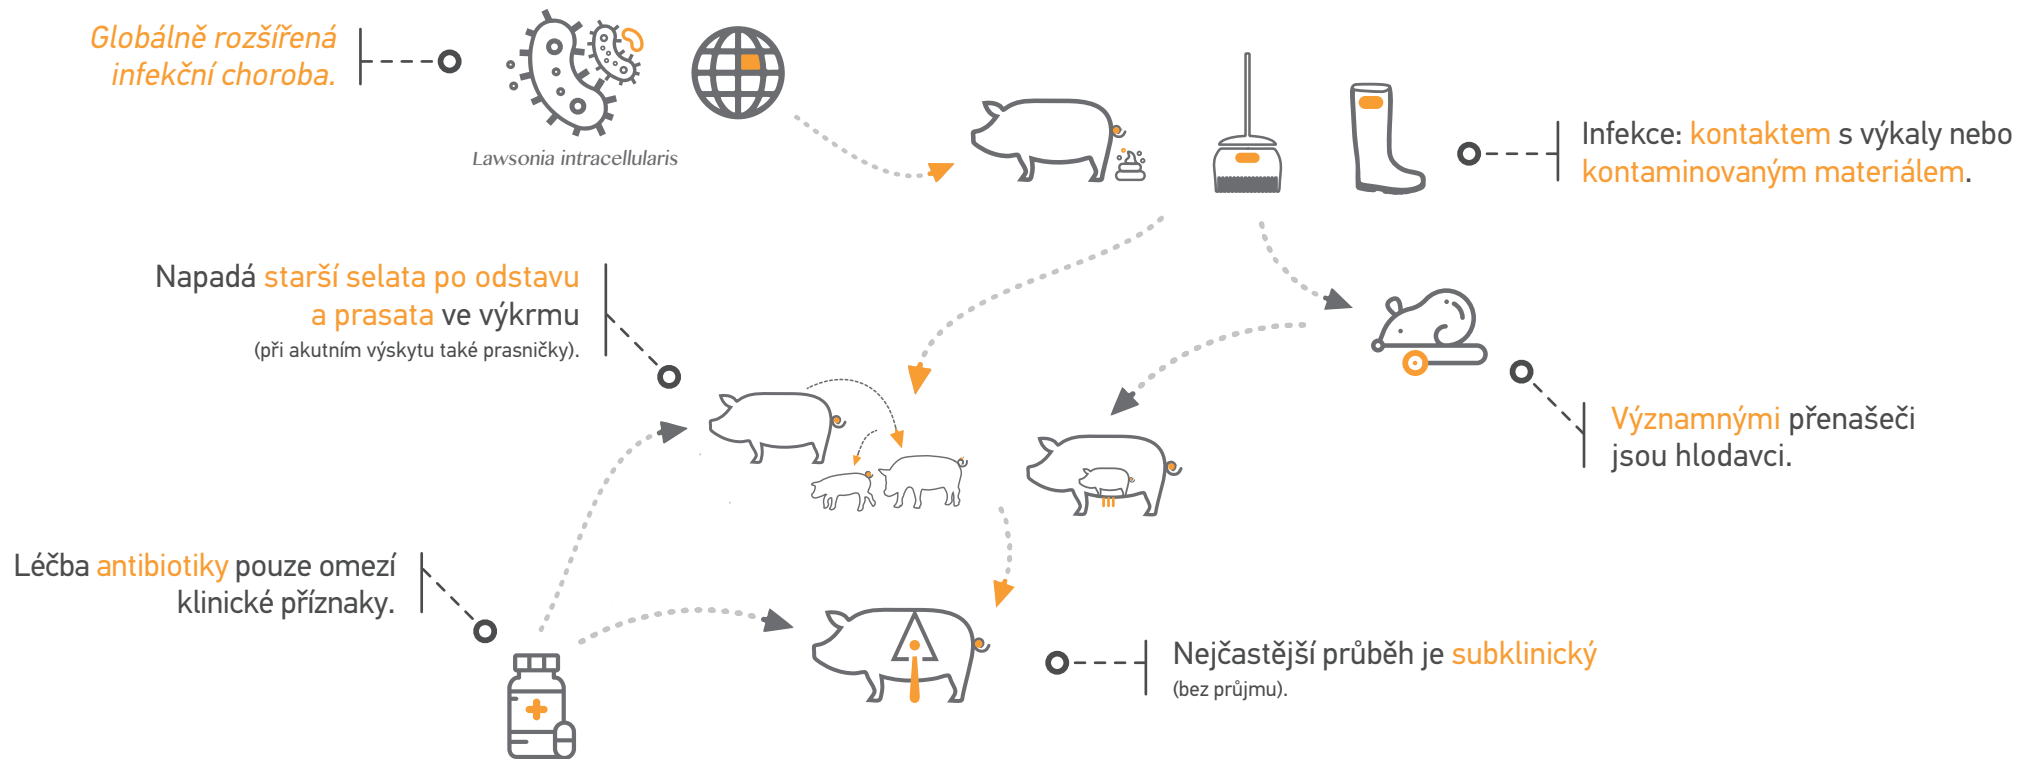 Globálně rozšířená
infekční choroba.
Lawsonia intracellularis
Infekce: kontaktem s výkaly nebo
kontaminovaným materiálem.
Napadá starší selata po odstavu
a prasata ve výkrmu
(při akutním výskytu také prasničky).
Významnými přenašeči
jsou hlodavci.
Léčba antibiotiky pouze omezí
klinické příznaky.
Nejčastější průběh je subklinický
(bez průjmu).